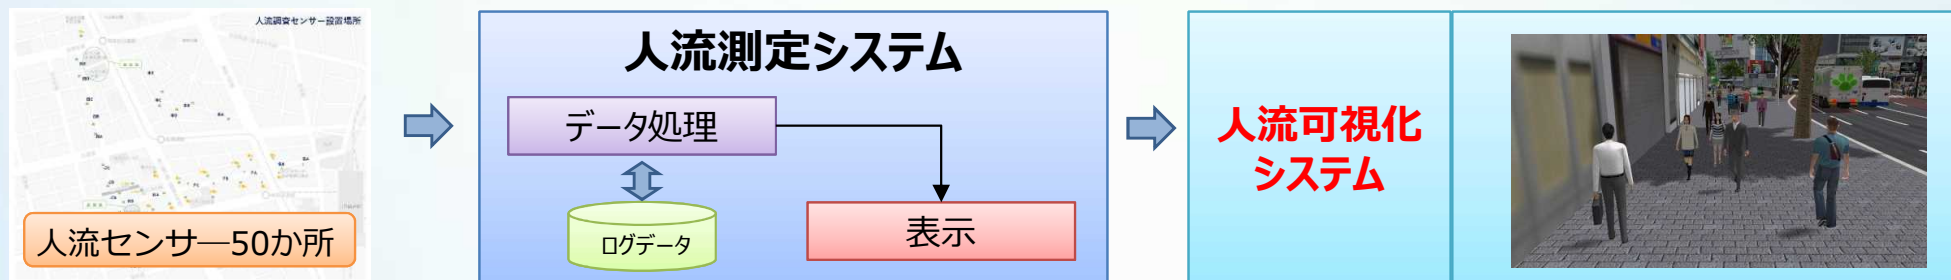 人流調査センサー設置場所
人流センサ―50か所
人流測定システム
データ処理
ログデータ
表示
人流可視化
システム